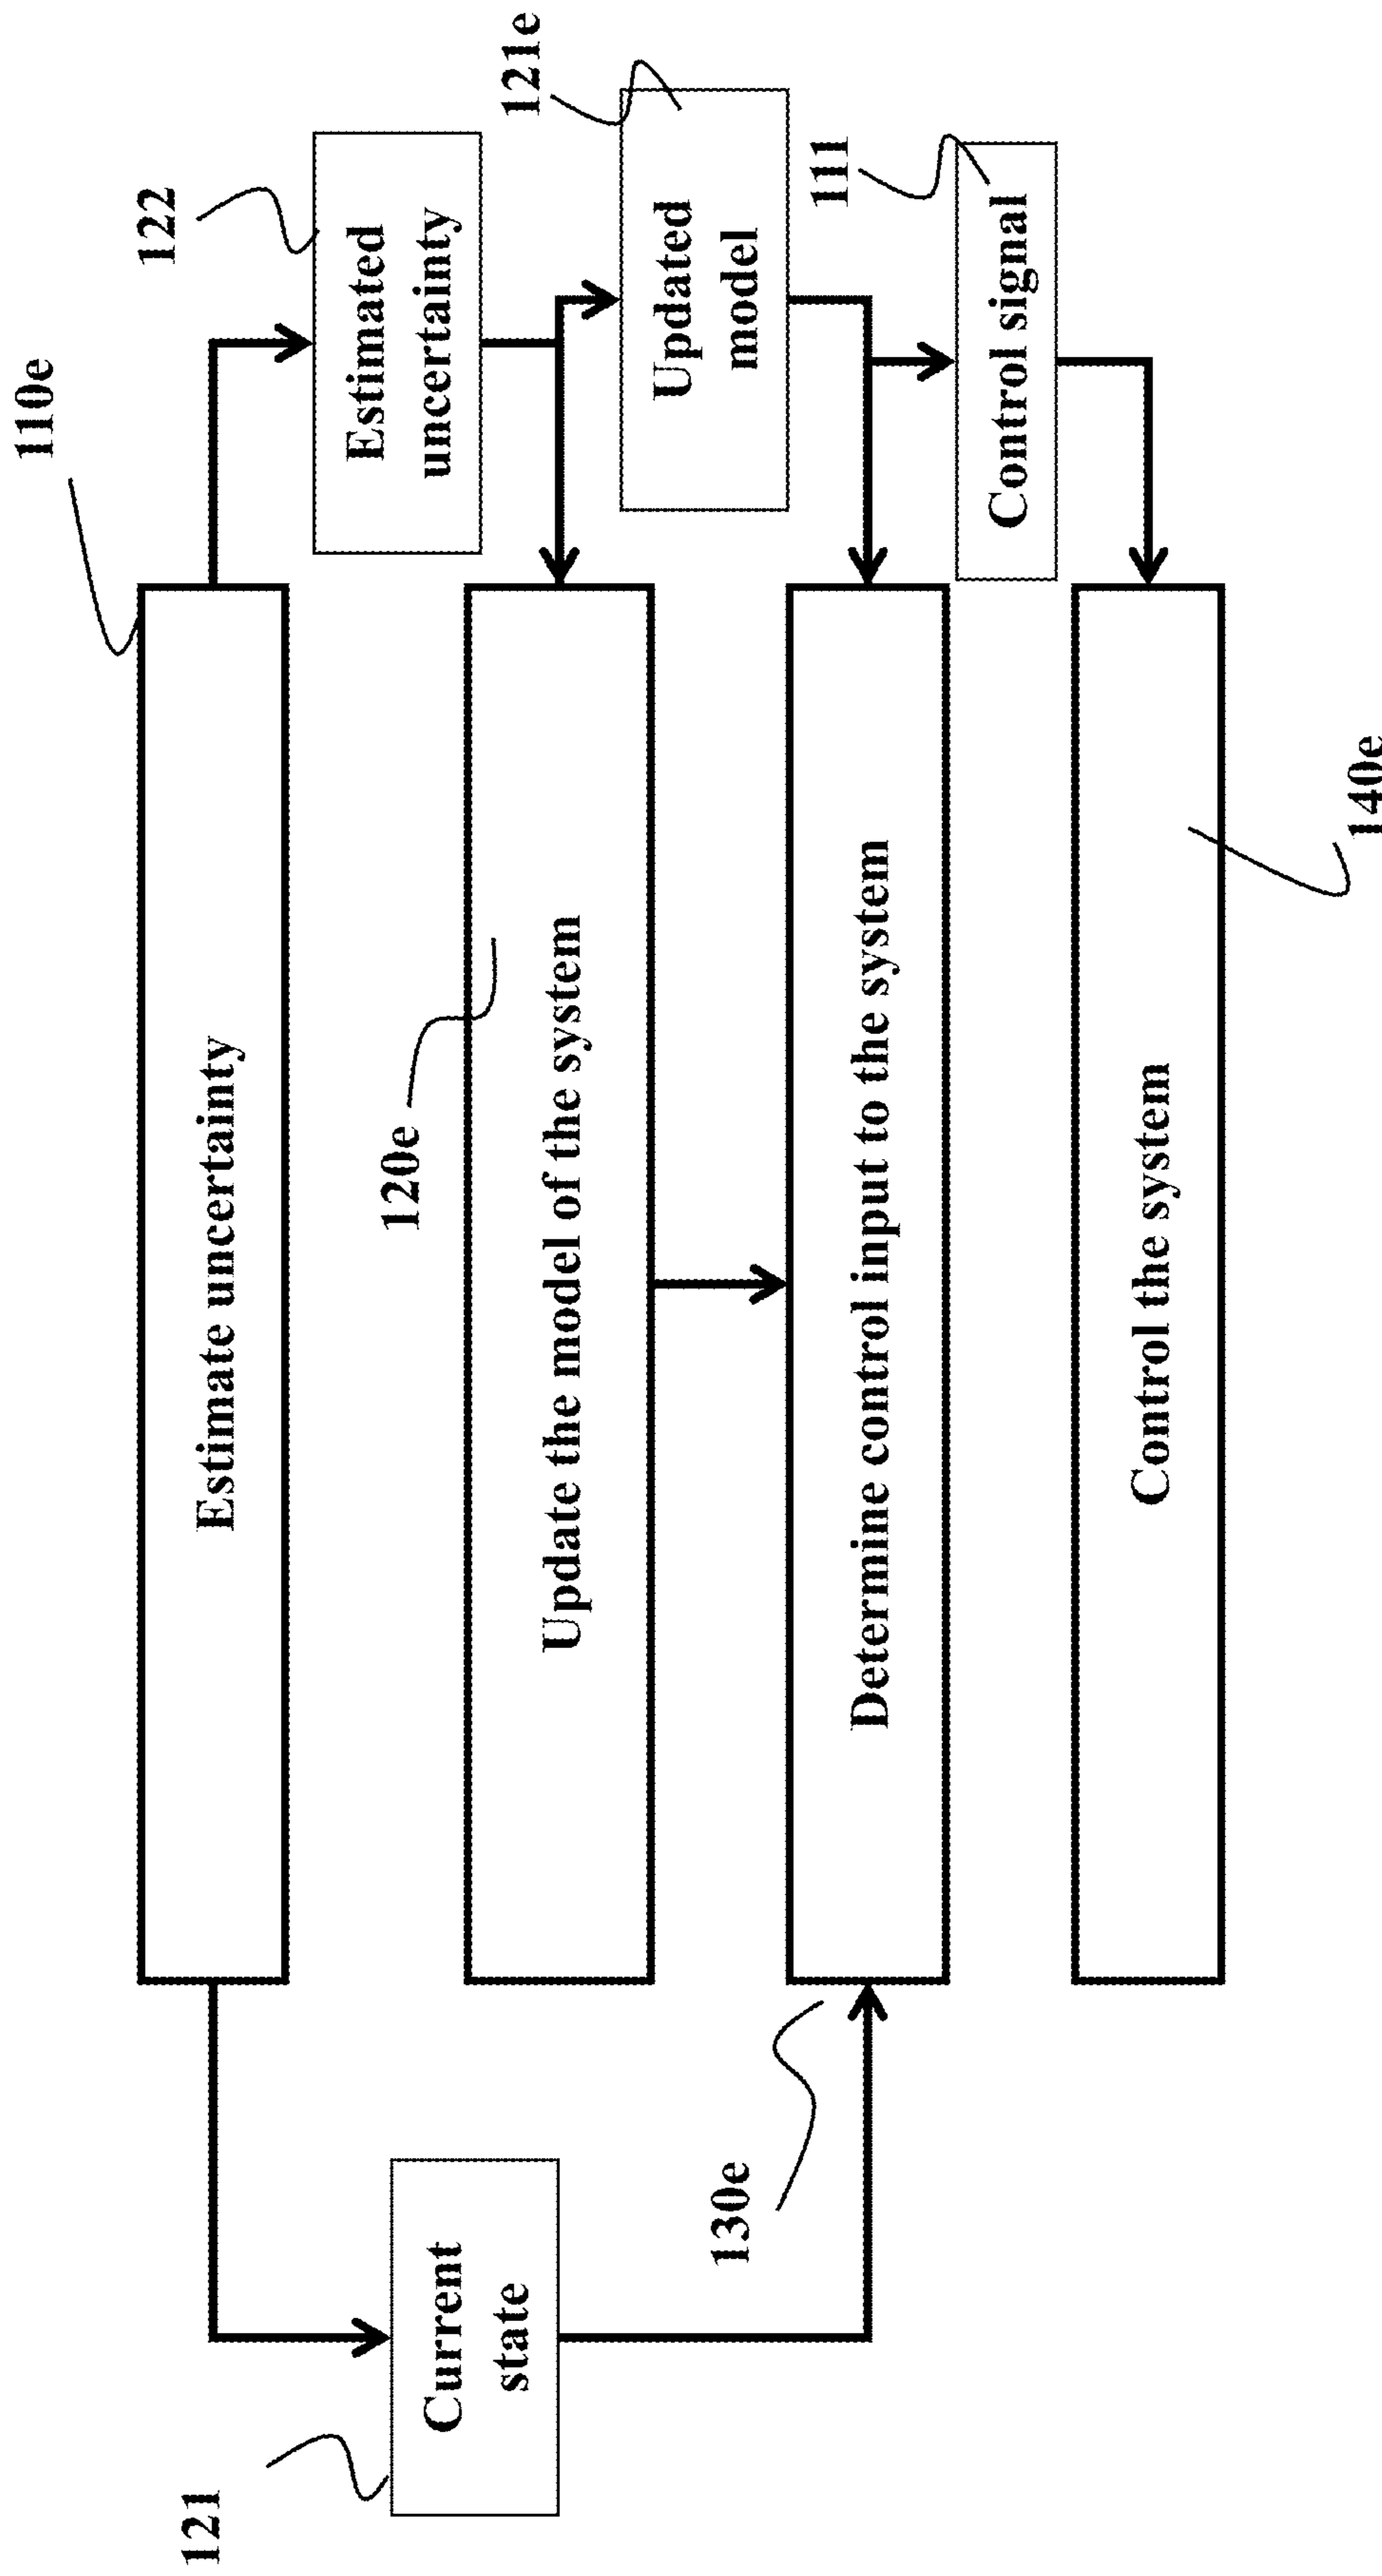 110e
Estimate uncertainty
122
Estimated
uncertainty
121
Current
state
120e
Update the model of the system
121e
Updated
model
130e
Determine control input to the system
111
Control signal
Control the system
140e